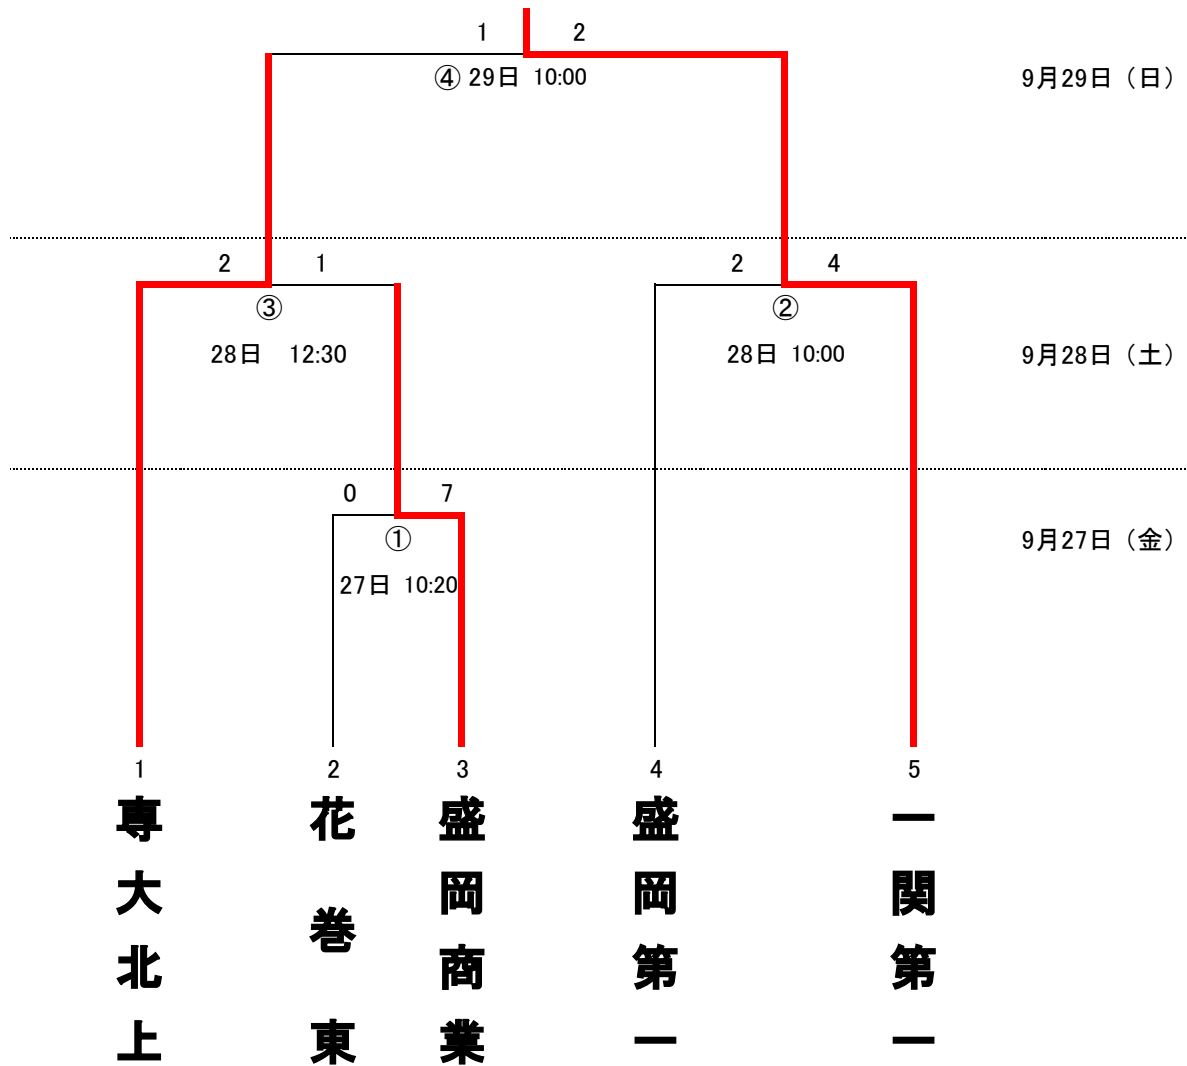 1 2
④ 29日 10:00
9月29日（日）
2 1
2 4
③
②
28日 12:30
28日 10:00
9月28日（土）
0 7
①
9月27日（金）
27日 10:20
1
2
3
4
5
専大北上
花巻東
盛岡商業
盛岡第一
一関第一